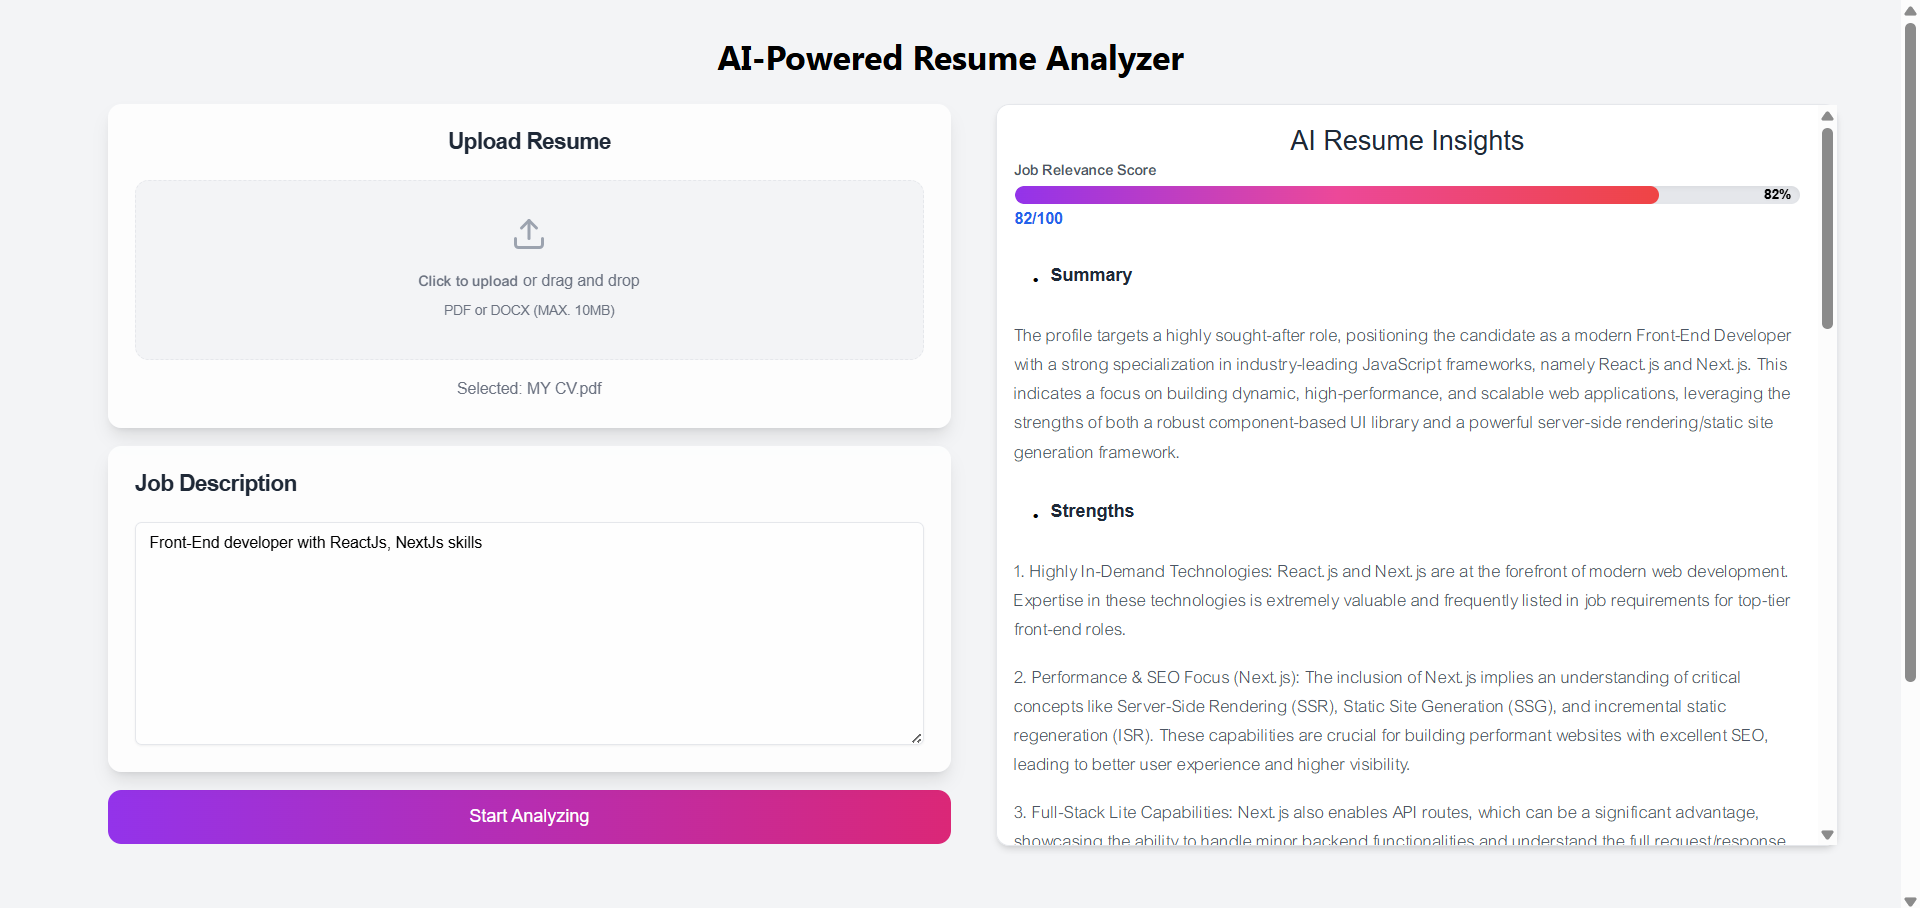 AI-Powered Resume Analyzer
Upload Resume
Click to upload or drag and drop
PDF or DOCX (MAX. 10MB)
Selected: MY CV.pdf
Job Description
Front-End developer with ReactJs, NextJs skills
Start Analyzing
AI Resume Insights
Job Relevance Score
82%
82/100
• Summary
The profile targets a highly sought-after role, positioning the candidate as a modern Front-End Developer
with a strong specialization in industry-leading JavaScript frameworks, namely React.js and Next.js. This
indicates a focus on building dynamic, high-performance, and scalable web applications, leveraging the
strengths of both a robust component-based UI library and a powerful server-side rendering/static site
generation framework.
• Strengths
1. Highly In-Demand Technologies: React.js and Next.js are at the forefront of modern web development.
Expertise in these technologies is extremely valuable and frequently listed in job requirements for top-tier
front-end roles.
2. Performance & SEO Focus (Next.js): The inclusion of Next.js implies an understanding of critical
concepts like Server-Side Rendering (SSR), Static Site Generation (SSG), and incremental static
regeneration (ISR). These capabilities are crucial for building performant websites with excellent SEO,
leading to better user experience and higher visibility.
3. Full-Stack Lite Capabilities: Next.js also enables API routes, which can be a significant advantage,
showcasing the ability to handle minor backend functionalities and understand the full request/response